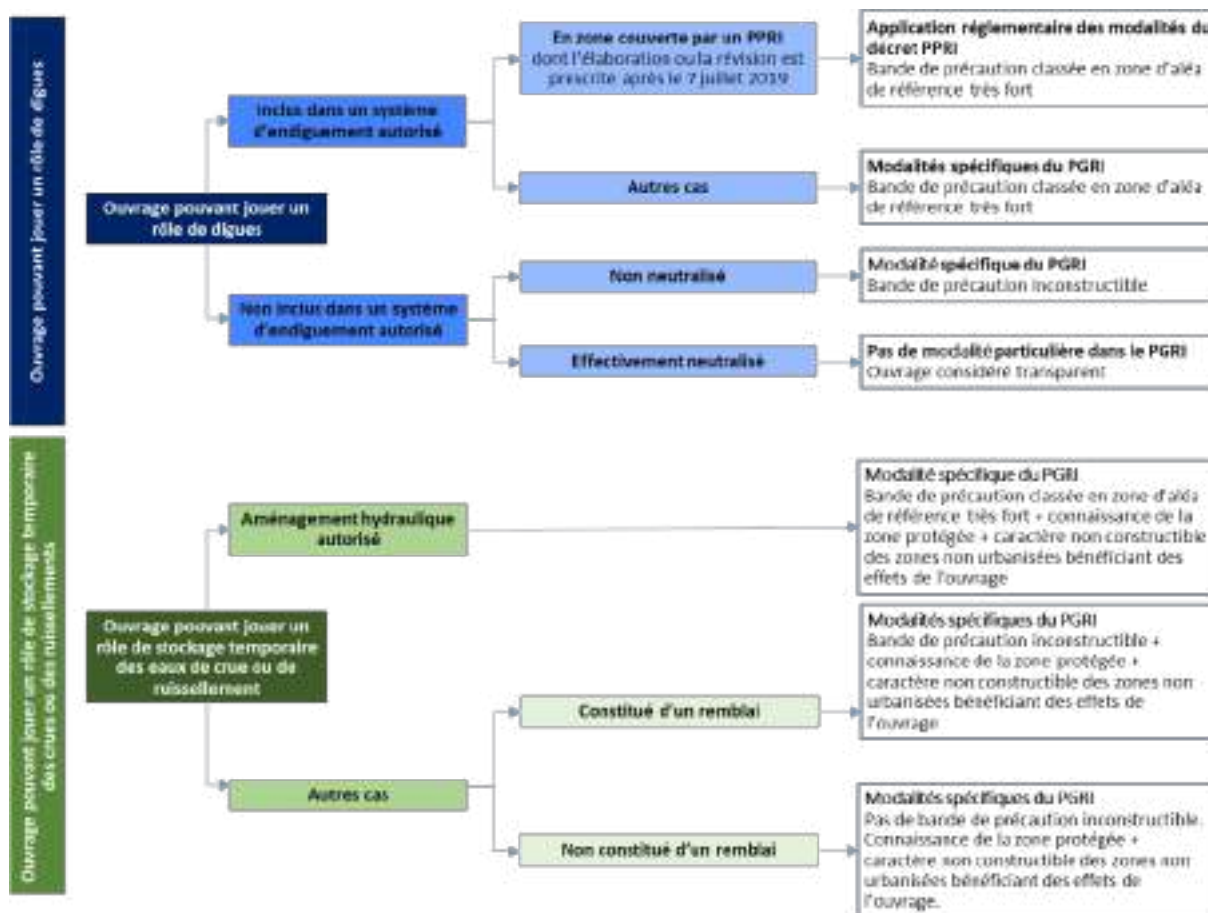 Ouvrage pouvant jouer un rôle de digues
Ouvrage pouvant jouer un
rôle de digues
Inclus dans un système
d'endiguement autorisé
En zone couverte par un PPRI
dont l'élaboration ou la révision est
prescrite après le 7 juillet 2019
Application réglementaire des modalités du
décret PPRI
Bande de précaution classée en zone d'aléa
de référence très fort
Autres cas
Modalités spécifiques du PGRI
Bande de précaution classée en zone d'aléa
de référence très fort
Non inclus dans un système
d'endiguement autorisé
Non neutralisé
Modalité spécifique du PGRI
Bande de précaution inconstructible
Effectivement neutralisé
Pas de modalité particulière dans le PGRI
Ouvrage considéré transparent
Ouvrage pouvant jouer un rôle de stockage temporaire
des crues ou des ruissellements
Ouvrage pouvant jouer un
rôle de stockage temporaire
des eaux de crue ou de
ruissellement
Aménagement hydraulique
autorisé
Modalité spécifique du PGRI
Bande de précaution classée en zone d'aléa
de référence très fort + connaissance de la
zone protégée + caractère non constructible
des zones non urbanisées bénéficiant des
effets de l'ouvrage
Autres cas
Constitué d'un remblai
Modalités spécifiques du PGRI
Bande de précaution inconstructible +
connaissance de la zone protégée +
caractère non constructible des zones non
urbanisées bénéficiant des effets de
l'ouvrage
Non constitué d'un remblai
Modalités spécifiques du PGRI
Pas de bande de précaution inconstructible.
Connaissance de la zone protégée +
caractère non constructible des zones non
urbanisées bénéficiant des effets de
l'ouvrage.